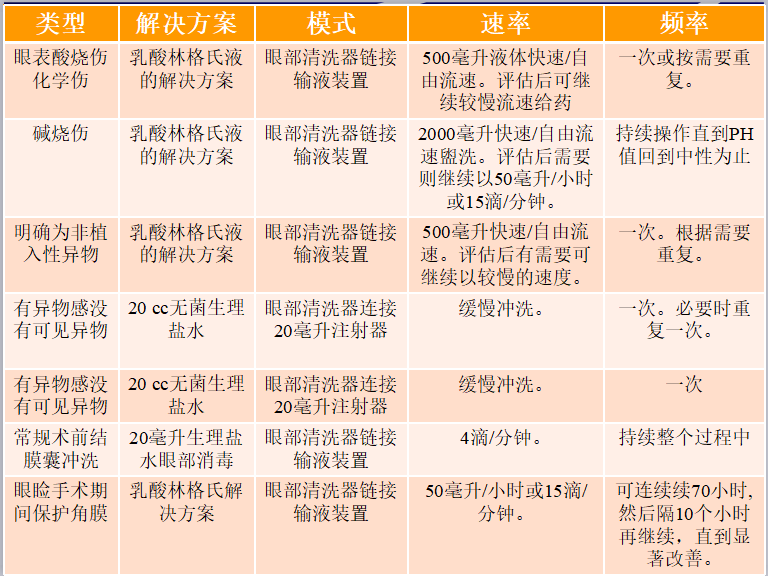 类型 解决方案 模式 速率 频率
眼表酸烧伤 乳酸林格氏液 眼部清洗器链接 500毫升液体快速/自 一次或按需要重
化学伤 的解决方案 输液装置 由流速。评估后可继 复。
续较慢流速给药
碱烧伤 乳酸林格氏液 眼部清洗器链接 2000毫升快速/自由流 持续操作直到PH
的解决方案 输液装置 速盥洗。评估后需要 值回到中性为止
则继续以50毫升/小时
或15滴/分钟。
明确为非植 乳酸林格氏液 眼部清洗器链接 500毫升快速/自由流 一次。根据需要
入性异物 的解决方案 输液装置 速。评估后有需要可 重复。
继续以较慢的速度。
有异物感没 20 cc无菌生理 眼部清洗器连接 缓慢冲洗。 一次。必要时重
有可见异物 盐水 20毫升注射器 复一次。
有异物感没 20 cc无菌生理 眼部清洗器连接 缓慢冲洗。 一次
有可见异物 盐水 20毫升注射器
常规术前结 20毫升生理盐 眼部清洗器链接 4滴/分钟。 持续整个过程中
膜囊冲洗 水眼部消毒 输液装置
眼睑手术期 乳酸林格氏解 眼部清洗器链接 50毫升/小时或15滴/ 可连续续70小时,
间保护角膜 决方案 输液装置 分钟。 然后隔10个小时
再继续，直到显
著改善。